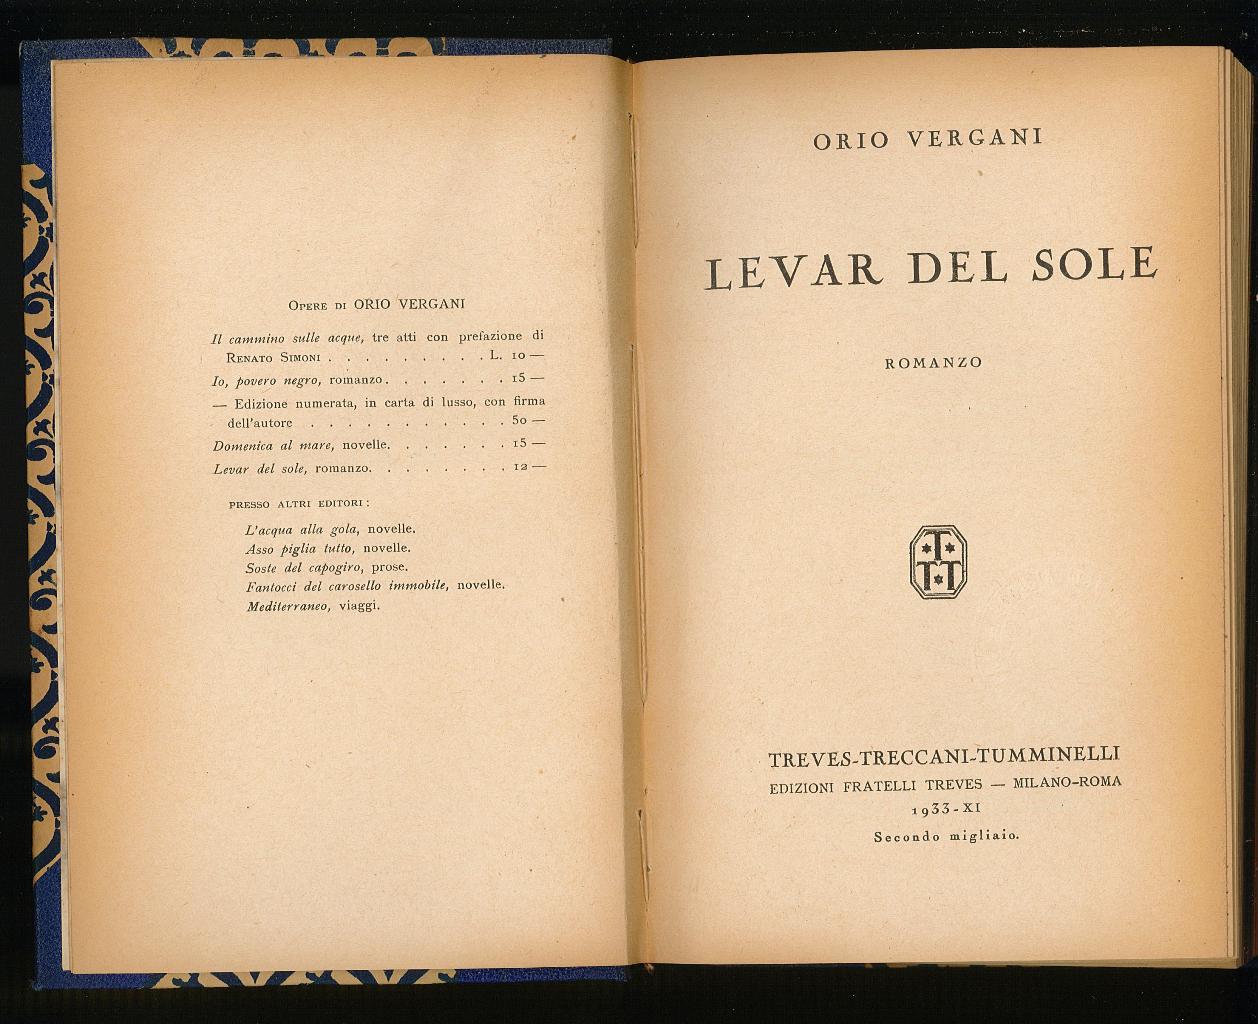 Opere di ORIO VERGANI
Il cammino sulle acque, tre atti con prefazione di
Renato Simoni . . . . . . . . . L. 10 —
Io, povero negro, romanzo . . . . . . . 15 —
— Edizione numerata, in carta di lusso, con firma
dell'autore . . . . . . . . . . . 50 —
Domenica al mare, novelle. . . . . . . 15 —
Levar del sole, romanzo. . . . . . . . 12 —
PRESSO ALTRI EDITORI :
L'acqua alla gola, novelle.
Asso piglia tutto, novelle.
Soste del capogiro, prose.
Fantocci del carosello immobile, novelle.
Mediterraneo, viaggi.
ORIO VERGANI
LEVAR DEL SOLE
ROMANZO
T
TT
TREVES-TRECCANI-TUMMINELLI
EDIZIONI FRATELLI TREVES — MILANO-ROMA
1933-XI
Secondo migliaio.